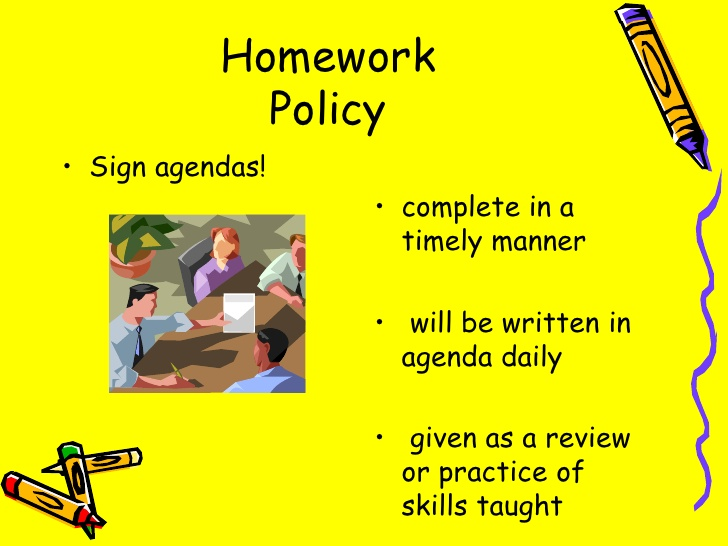 Homework
Policy
• Sign agendas!
• complete in a
timely manner
• will be written in
agenda daily
• given as a review
or practice of
skills taught